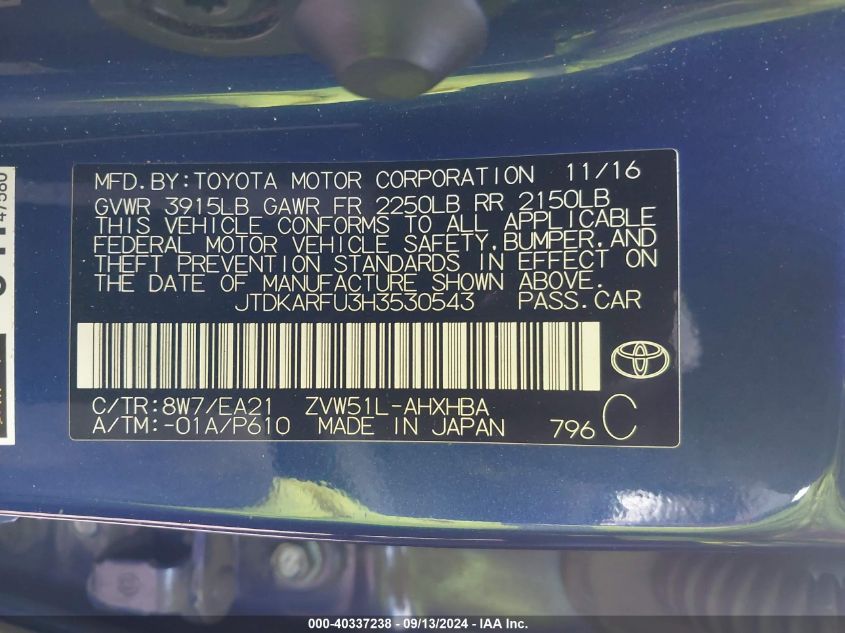 MFD.BY:TOYOTA MOTOR CORPORATION 11/16
GVWR 3915LB GAWR FR 2250LB RR 2150LB
THIS VEHICLE CONFORMS TO ALL APPLICABLE
FEDERAL MOTOR VEHICLE SAFETY,BUMPER,AND
THEFT PREVENTION STANDARDS IN EFFECT ON
THE DATE OF MANUFACTURE SHOWN ABOVE.
JTDKARFU3H3530543 PASS.CAR
C/TR:8W7/EA21 ZVW51L-AHXHBA
A/TM:-01A/P610 MADE IN JAPAN 796 C
47580
000-40337238 - 09/13/2024 - IAA Inc.